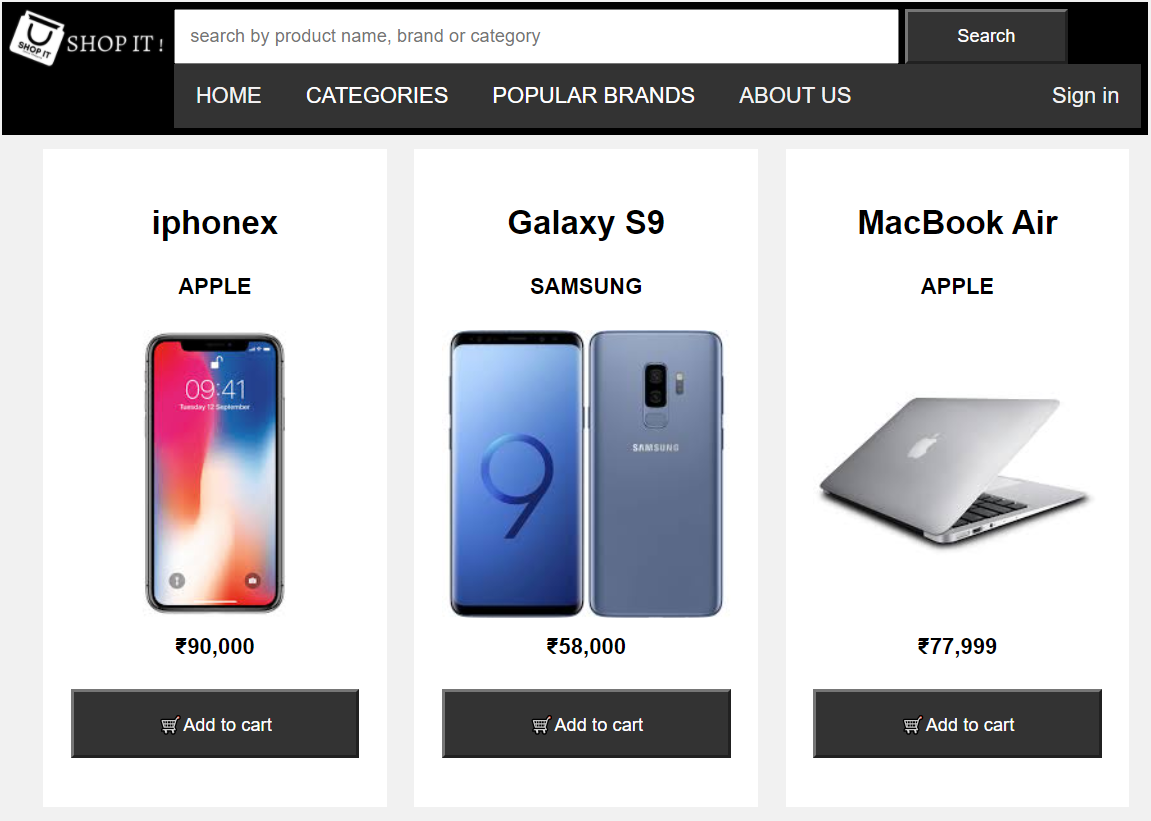 SHOP IT
SHOP IT !
search by product name, brand or category
Search
HOME
CATEGORIES
POPULAR BRANDS
ABOUT US
Sign in
iphonex
APPLE
09:41
Tuesday 12 September
₹90,000
Add to cart
Galaxy S9
SAMSUNG
9
SAMSUNG
₹58,000
Add to cart
MacBook Air
APPLE
₹77,999
Add to cart